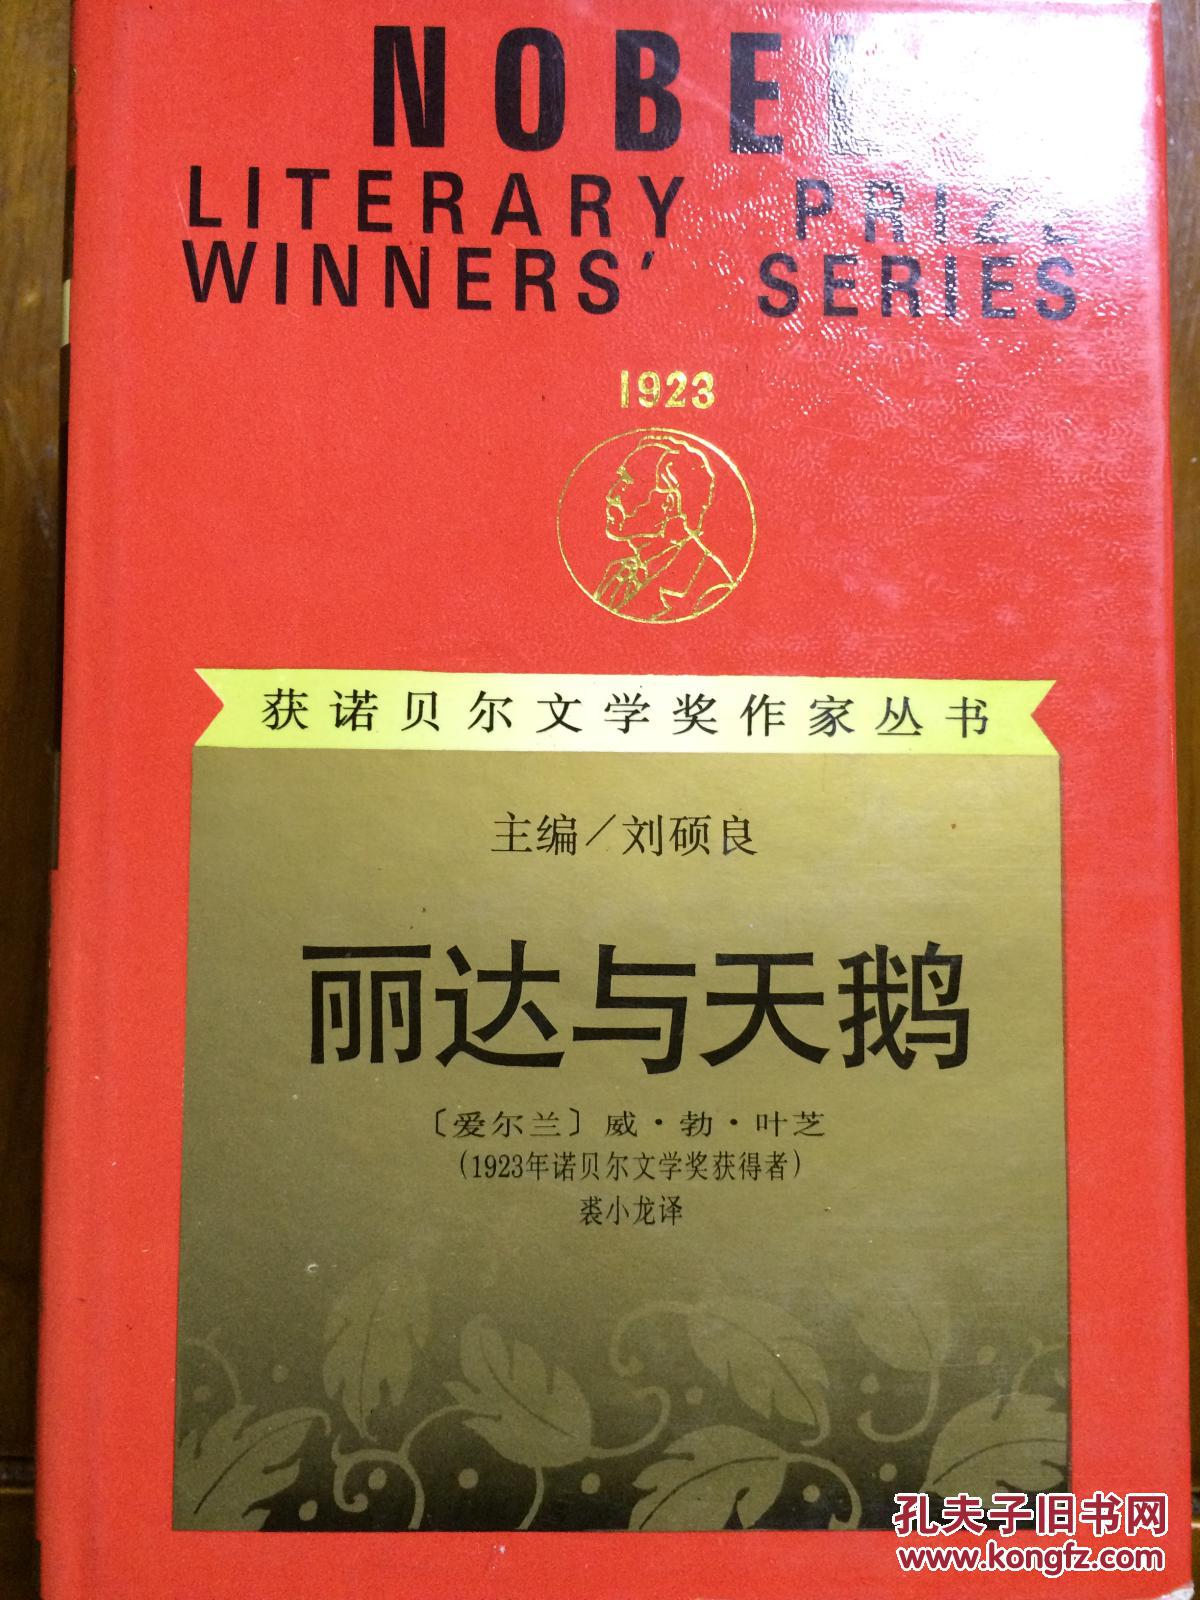 NOBEL
LITERARY PRIZE
WINNERS' SERIES
1923
获诺贝尔文学奖作家丛书
主编／刘硕良
丽达与天鹅
〔爱尔兰〕威·勃·叶芝
(1923年诺贝尔文学奖获得者)
裘小龙译
孔夫子旧书网
www.kongfz.com